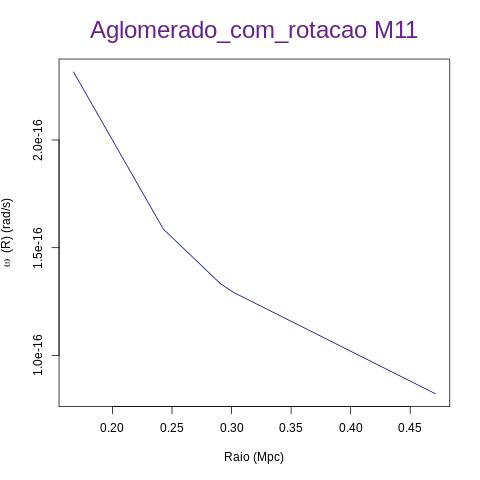 Aglomerado_com_rotacao M11
ω (R) (rad/s)
2.0e-16
1.5e-16
1.0e-16
0.20 0.25 0.30 0.35 0.40 0.45
Raio (Mpc)